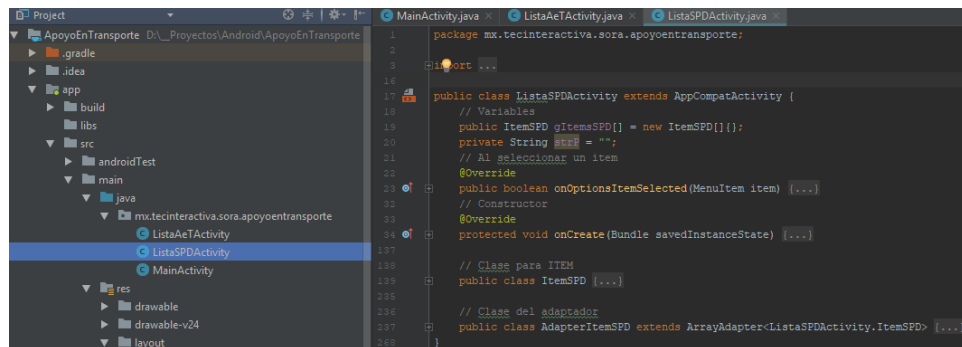 Project
ApoyoEnTransporte D:\__Proyectos\Android\ApoyoEnTransporte
.gradle
.idea
app
build
libs
src
androidTest
main
java
mx.tecinteractiva.sora.apoyoentransporte
ListaAeTActivity
ListaSPDActivity
MainActivity
res
drawable
drawable-v24
layout
MainActivity.java × ListaAeTActivity.java × ListaSPDActivity.java ×
1 package mx.tecinteractiva.sora.apoyoentransporte;
2
3 import ...
16
17 public class ListaSPDActivity extends AppCompatActivity {
18 // Variables
19 public ItemSPD gItemsSPD[] = new ItemSPD[]{};
20 private String strP = "";
21 // Al seleccionar un item
22 @Override
23 public boolean onOptionsItemSelected(MenuItem item) {...}
32 // Constructor
33 @Override
34 protected void onCreate(Bundle savedInstanceState) {...}
137
138 // Clase para ITEM
139 public class ItemSPD {...}
235
236 // Clase del adaptador
237 public class AdapterItemSPD extends ArrayAdapter<ListaSPDActivity.ItemSPD> {...
268 }